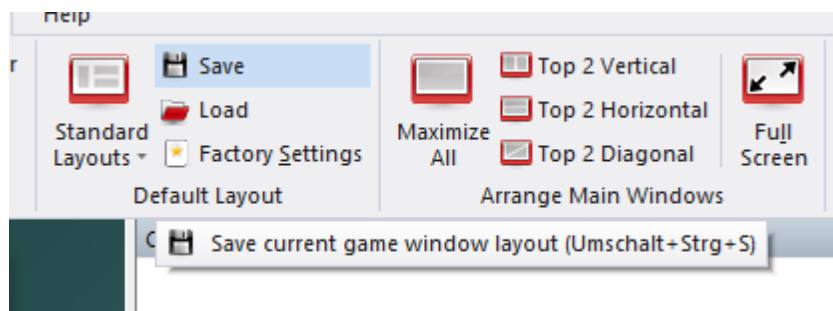 Help
r
Standard
Layouts
Save
Load
Factory Settings
Default Layout
Maximize
All
Top 2 Vertical
Top 2 Horizontal
Top 2 Diagonal
Full
Screen
Arrange Main Windows
Save current game window layout (Umschalt+Strg+S)